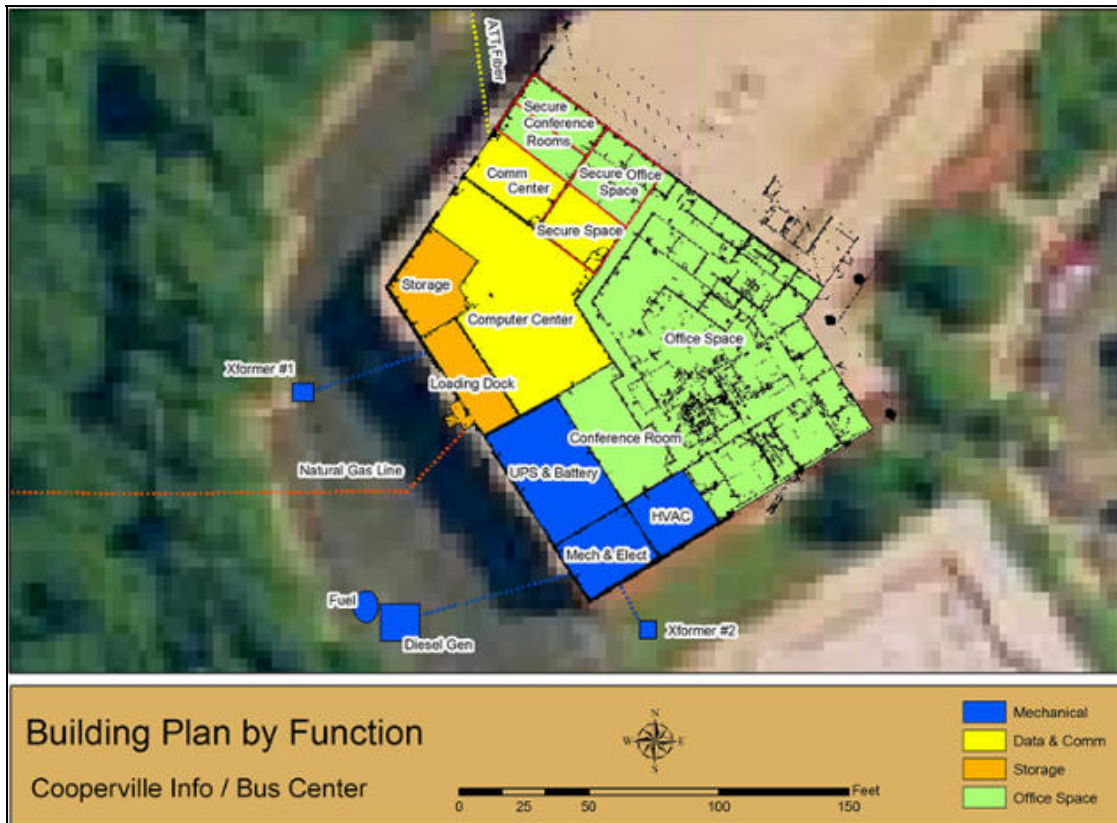 ATT Fiber
Secure
Conference
Rooms
Comm
Center
Secure Office
Space
Secure Space
Storage
Computer Center
Office Space
Xformer #1
Loading Dock
Conference Room
Natural Gas Line
UPS & Battery
HVAC
Mech & Elect
Fuel
Diesel Gen
Xformer #2
Building Plan by Function
Cooperville Info / Bus Center
N
W E
S
Feet
0 25 50 100 150
Mechanical
Data & Comm
Storage
Office Space